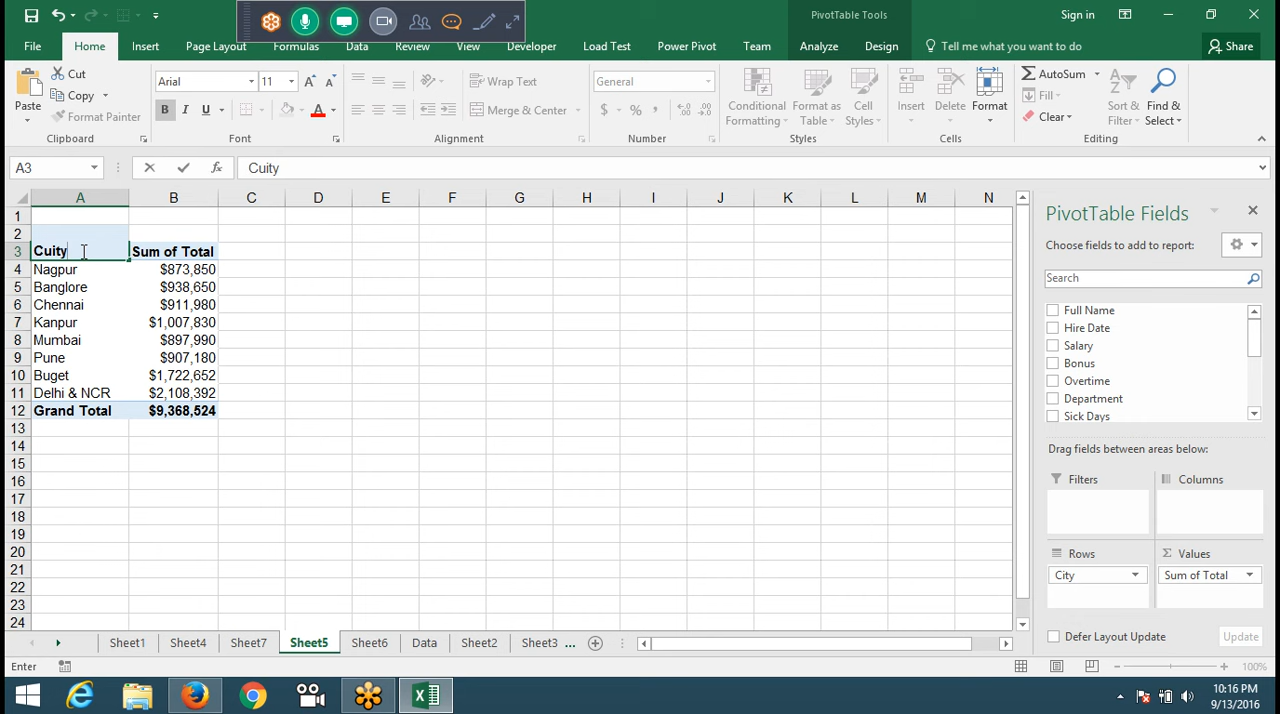 PivotTable Tools
Sign in
File Home Insert Page Layout Formulas Data Review View Developer Load Test Power Pivot Team Analyze Design Tell me what you want to do Share
Paste
Cut
Copy
Format Painter
Arial 11
B I U
Wrap Text
Merge & Center
General
$ % ,
Conditional Formatting
Format as Table
Cell Styles
Insert
Delete
Format
AutoSum
Fill
Clear
Sort & Filter
Find & Select
Clipboard Font Alignment Number Styles Cells Editing
A3 fx Cuity
A B C D E F G H I J K L M N
1
2
3 Cuity Sum of Total
4 Nagpur $873,850
5 Banglore $938,650
6 Chennai $911,980
7 Kanpur $1,007,830
8 Mumbai $897,990
9 Pune $907,180
10 Buget $1,722,652
11 Delhi & NCR $2,108,392
12 Grand Total $9,368,524
13
14
15
16
17
18
19
20
21
22
23
24
PivotTable Fields
Choose fields to add to report:
Search
Full Name
Hire Date
Salary
Bonus
Overtime
Department
Sick Days
Drag fields between areas below:
Filters Columns
Rows Values
City Sum of Total
Defer Layout Update Update
Sheet1 Sheet4 Sheet7 Sheet5 Sheet6 Data Sheet2 Sheet3 ...
Enter
100%
10:16 PM
9/13/2016